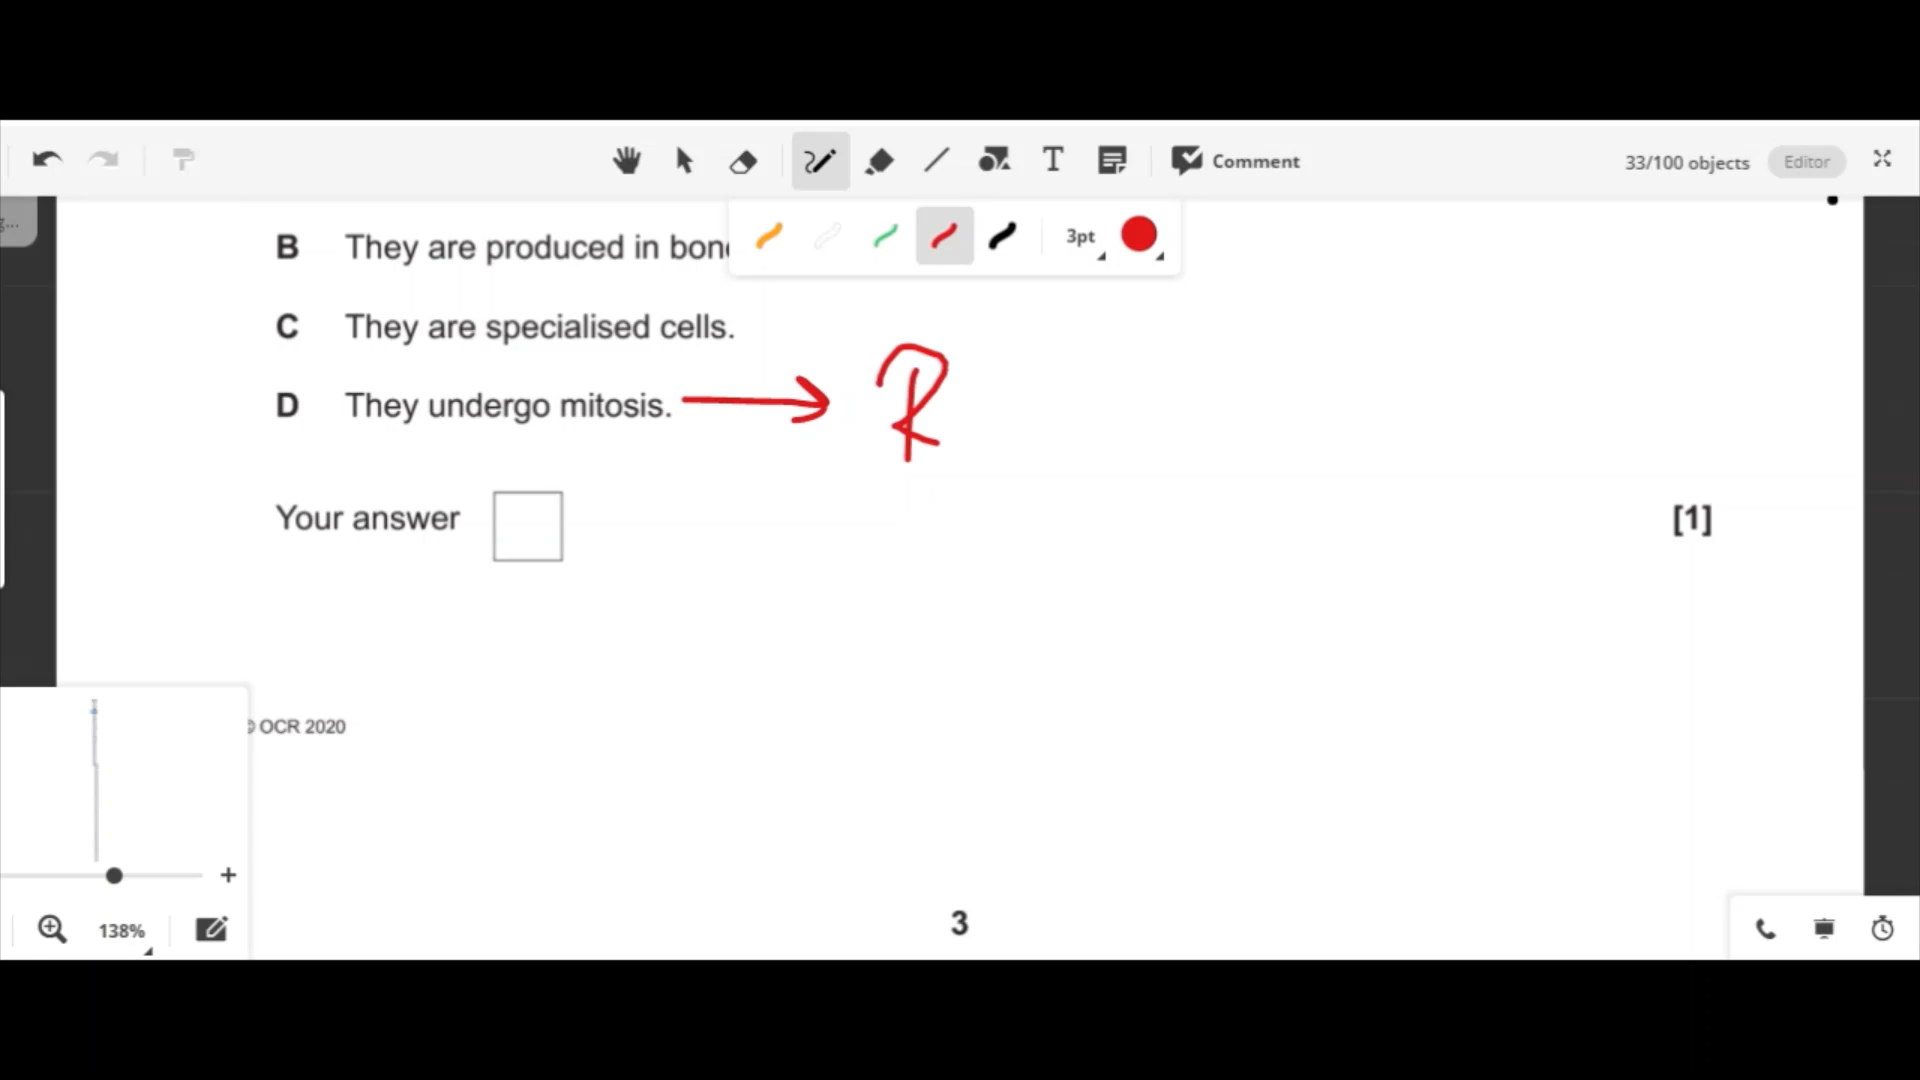 Comment
33/100 objects
Editor
3pt
B They are produced in bon
C They are specialised cells.
D They undergo mitosis. R
Your answer
[1]
© OCR 2020
138%
3